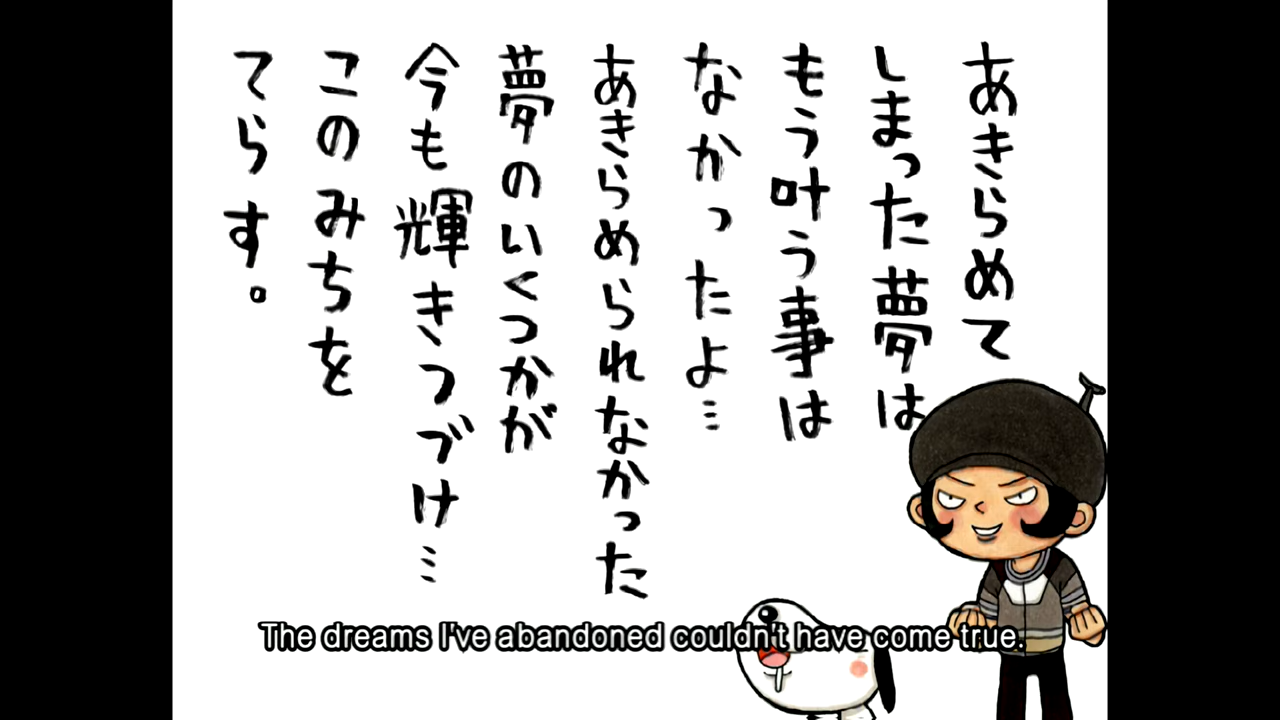 あきらめて
しまった夢は
もう叶う事は
なかったよ…
あきらめられなかった
夢のいくつかが
今も輝きつづけ…
このみちを
てらす。
The dreams I've abandoned couldn't have come true.